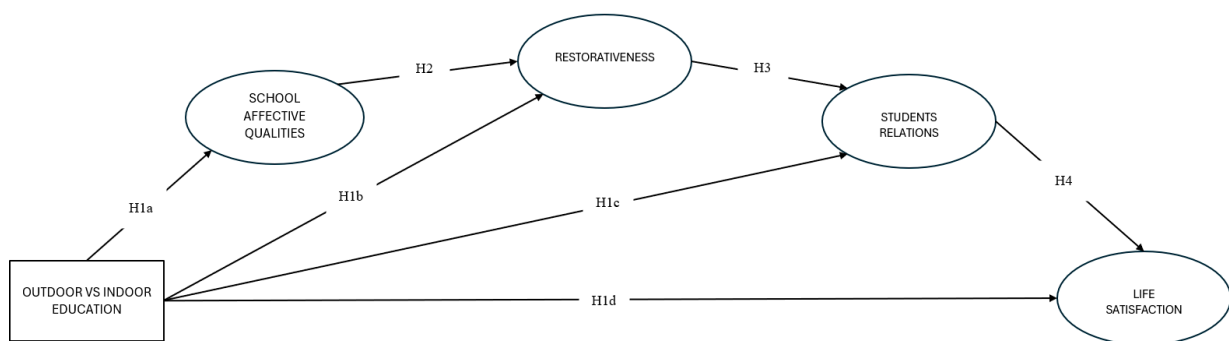 RESTORATIVENESS
H2
H3
SCHOOL
AFFECTIVE
QUALITIES
STUDENTS
RELATIONS
H4
H1a
H1b
H1c
OUTDOOR VS INDOOR
EDUCATION
H1d
LIFE
SATISFACTION